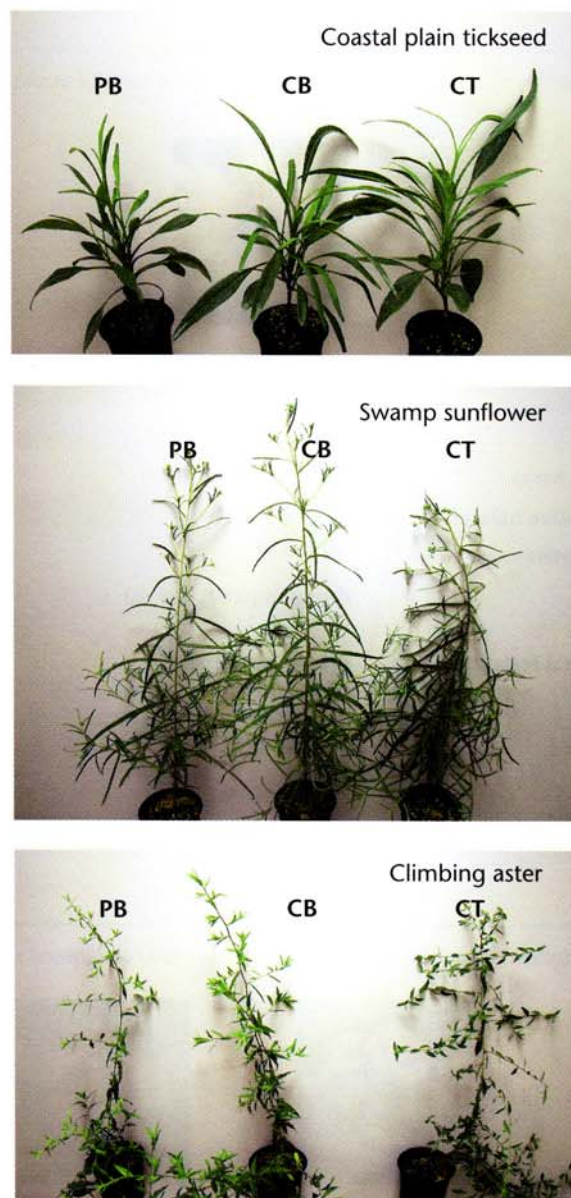 Coastal plain tickseed
PB CB CT
Swamp sunflower
PB CB CT
Climbing aster
PB CB CT